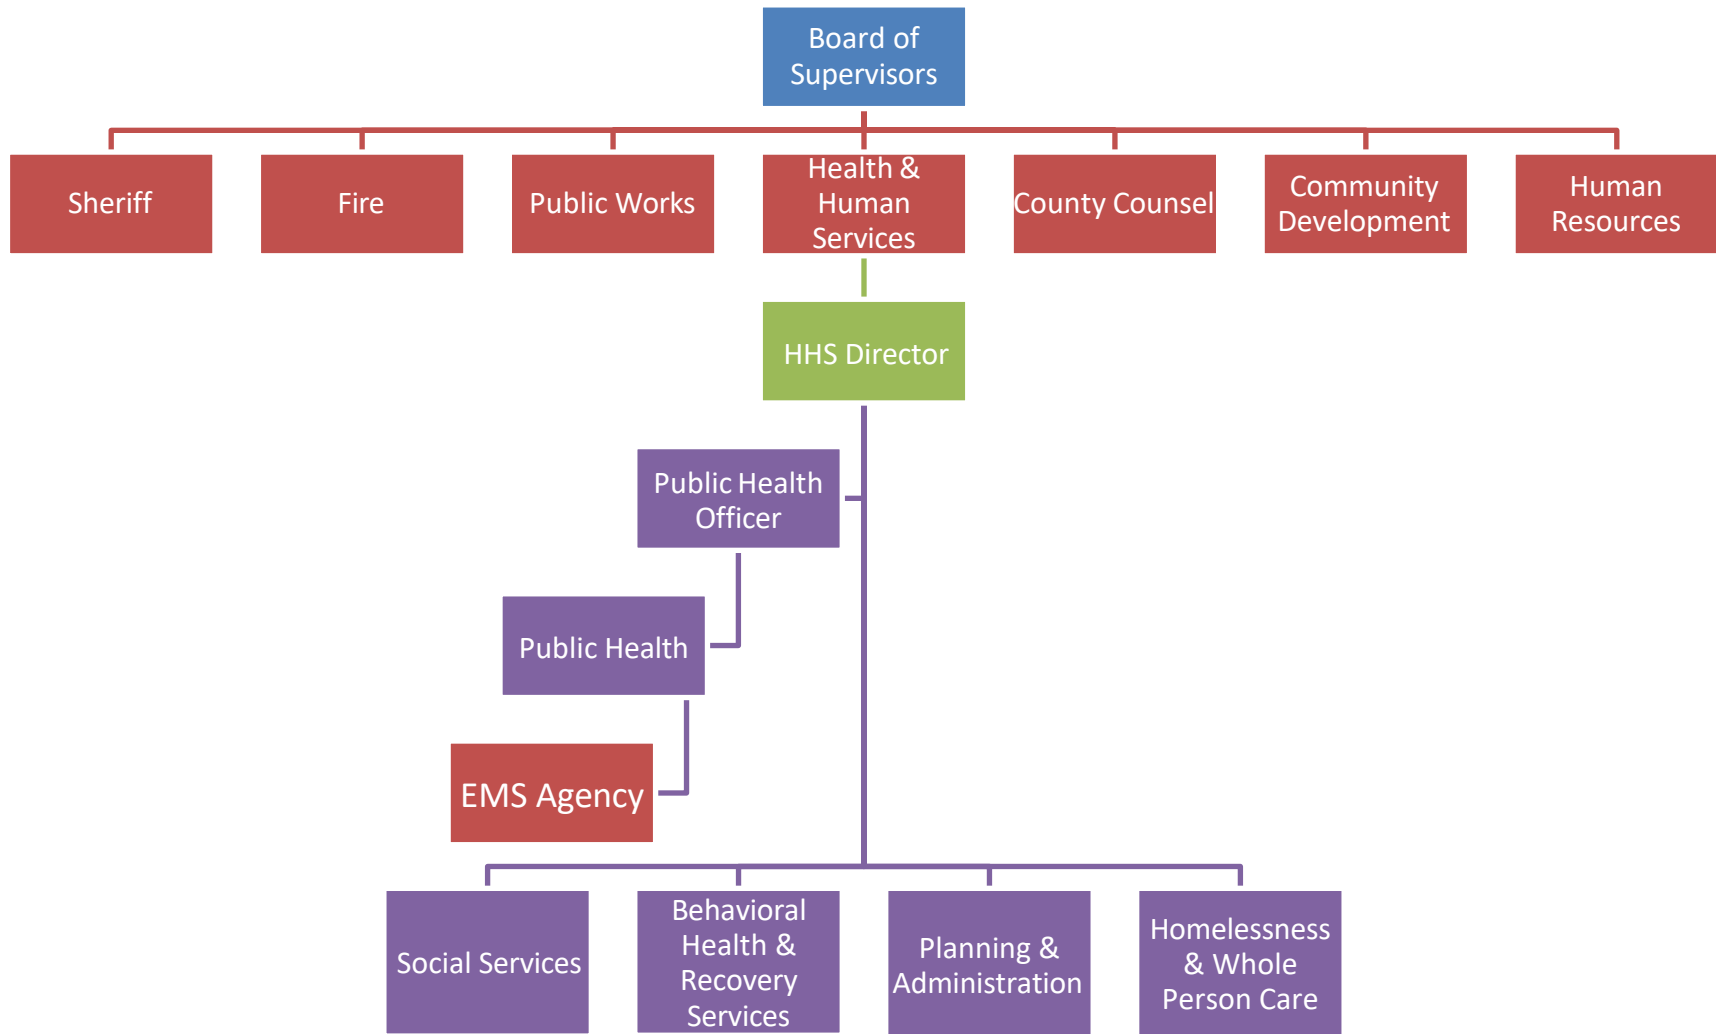 Board of
Supervisors
Sheriff
Fire
Public Works
Health &
Human
Services
County Counsel
Community
Development
Human
Resources
HHS Director
Public Health
Officer
Public Health
EMS Agency
Social Services
Behavioral
Health &
Recovery
Services
Planning &
Administration
Homelessness
& Whole
Person Care